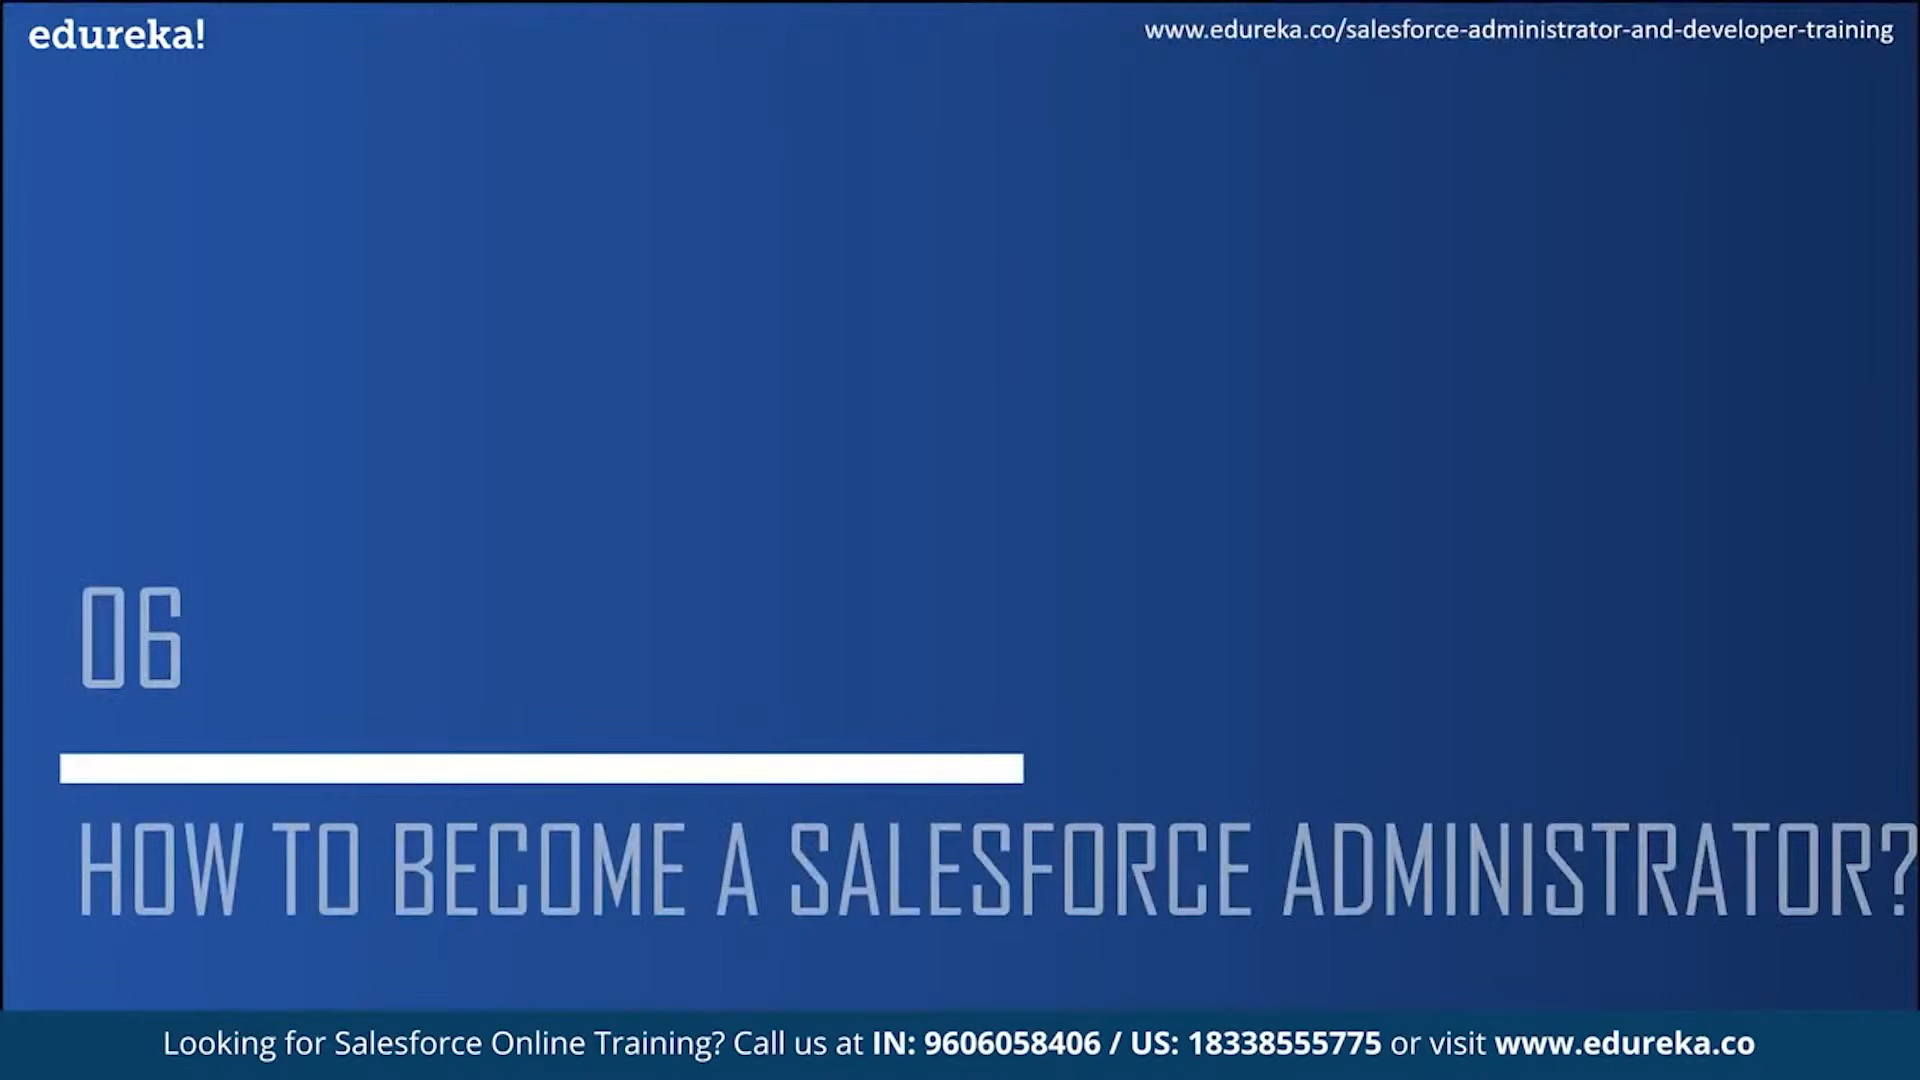 edureka!
www.edureka.co/salesforce-administrator-and-developer-training
06
HOW TO BECOME A SALESFORCE ADMINISTRATOR?
Looking for Salesforce Online Training? Call us at IN: 9606058406 / US: 18338555775 or visit www.edureka.co